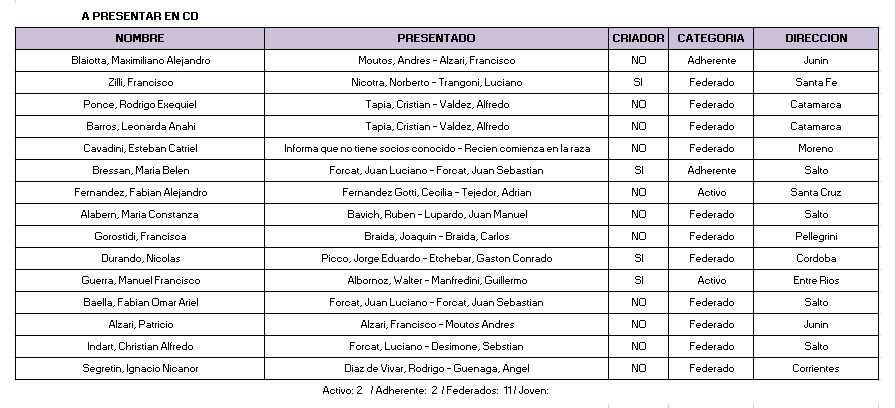 A PRESENTAR EN CD
NOMBRE PRESENTADO CRIADOR CATEGORIA DIRECCION
Blaiotta, Maximiliano Alejandro Moutos, Andres - Alzari, Francisco NO Adherente Junin
Zilli, Francisco Nicotra, Norberto - Trangoni, Luciano SI Federado Santa Fe
Ponce, Rodrigo Exequiel Tapia, Cristian - Valdez, Alfredo NO Federado Catamarca
Barros, Leonarda Anahi Tapia, Cristian - Valdez, Alfredo NO Federado Catamarca
Cavadini, Esteban Catriel Informa que no tiene socios conocido - Recien comienza en la raza NO Federado Moreno
Bressan, Maria Belen Forcat, Juan Luciano - Forcat, Juan Sebastian SI Adherente Salto
Fernandez, Fabian Alejandro Fernandez Gotti, Cecilia - Tejedor, Adrian NO Activo Santa Cruz
Alabern, Maria Constanza Bavich, Ruben - Lupardo, Juan Manuel NO Federado Salto
Gorostidi, Francisca Braida, Joaquin - Braida, Carlos NO Federado Pellegrini
Durando, Nicolas Picco, Jorge Eduardo - Etchebar, Gaston Conrado SI Federado Cordoba
Guerra, Manuel Francisco Albornoz, Walter - Manfredini, Guillermo SI Activo Entre Rios
Baella, Fabian Omar Ariel Forcat, Juan Luciano - Forcat, Juan Sebastian NO Federado Salto
Alzari, Patricio Alzari, Francisco - Moutos Andres NO Federado Junin
Indart, Christian Alfredo Forcat, Luciano - Desimone, Sebstian NO Federado Salto
Segretin, Ignacio Nicanor Diaz de Vivar, Rodrigo - Guenaga, Angel NO Federado Corrientes
Activo: 2 / Adherente: 2 / Federados: 11 / Joven: